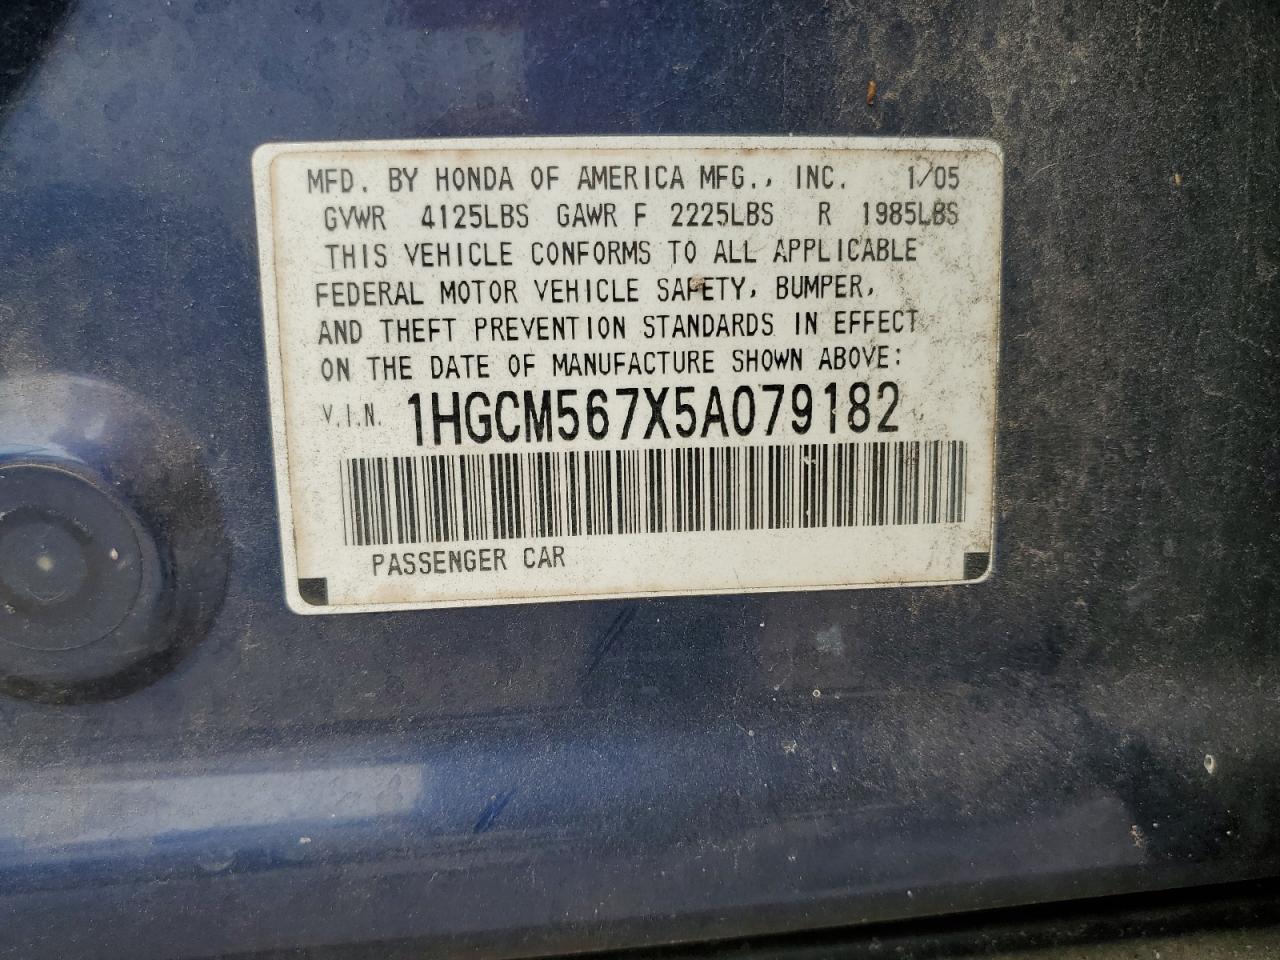 MFD. BY HONDA OF AMERICA MFG., INC. 1/05
GVWR 4125LBS GAWR F 2225LBS R 1985LBS
THIS VEHICLE CONFORMS TO ALL APPLICABLE
FEDERAL MOTOR VEHICLE SAFETY, BUMPER,
AND THEFT PREVENTION STANDARDS IN EFFECT
ON THE DATE OF MANUFACTURE SHOWN ABOVE:
V.I.N. 1HGCM567X5A079182
PASSENGER CAR